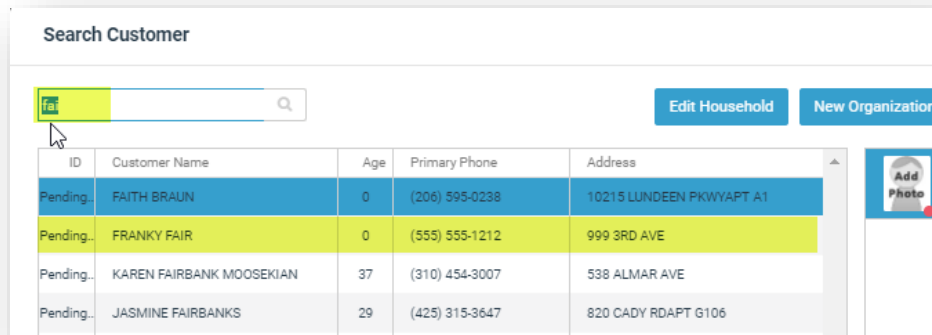 Search Customer
fai
Edit Household New Organization
ID Customer Name Age Primary Phone Address
Add Photo
Pending.. FAITH BRAUN 0 (206) 595-0238 10215 LUNDEEN PKWYAPT A1
Pending.. FRANKY FAIR 0 (555) 555-1212 999 3RD AVE
Pending.. KAREN FAIRBANK MOOSEKIAN 37 (310) 454-3007 538 ALMAR AVE
Pending.. JASMINE FAIRBANKS 29 (425) 315-3647 820 CADY RDAPT G106